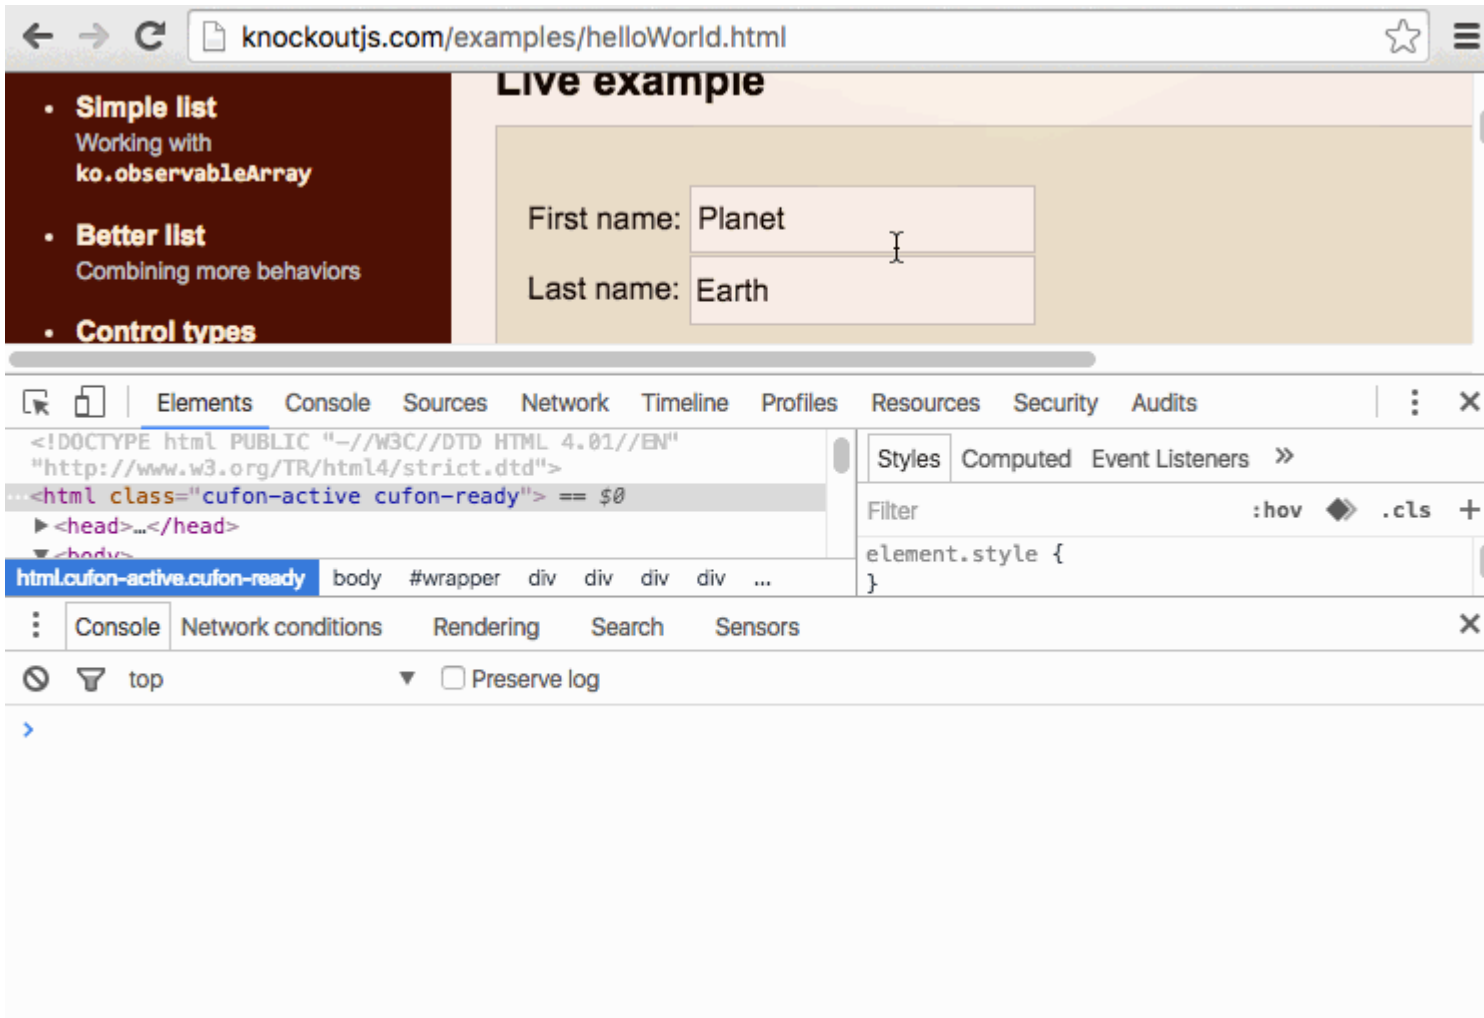 knockoutjs.com/examples/helloWorld.html
Simple list
Working with
ko.observableArray
Better list
Combining more behaviors
Control types
Live example
First name: Planet
Last name: Earth
Elements Console Sources Network Timeline Profiles Resources Security Audits
<!DOCTYPE html PUBLIC "-//W3C//DTD HTML 4.01//EN"
"http://www.w3.org/TR/html4/strict.dtd">
<html class="cufon-active cufon-ready"> == $0
<head>…</head>
<body>
html.cufon-active.cufon-ready body #wrapper div div div div ...
Styles Computed Event Listeners »
Filter :hov .cls +
element.style {
}
Console Network conditions Rendering Search Sensors
top Preserve log